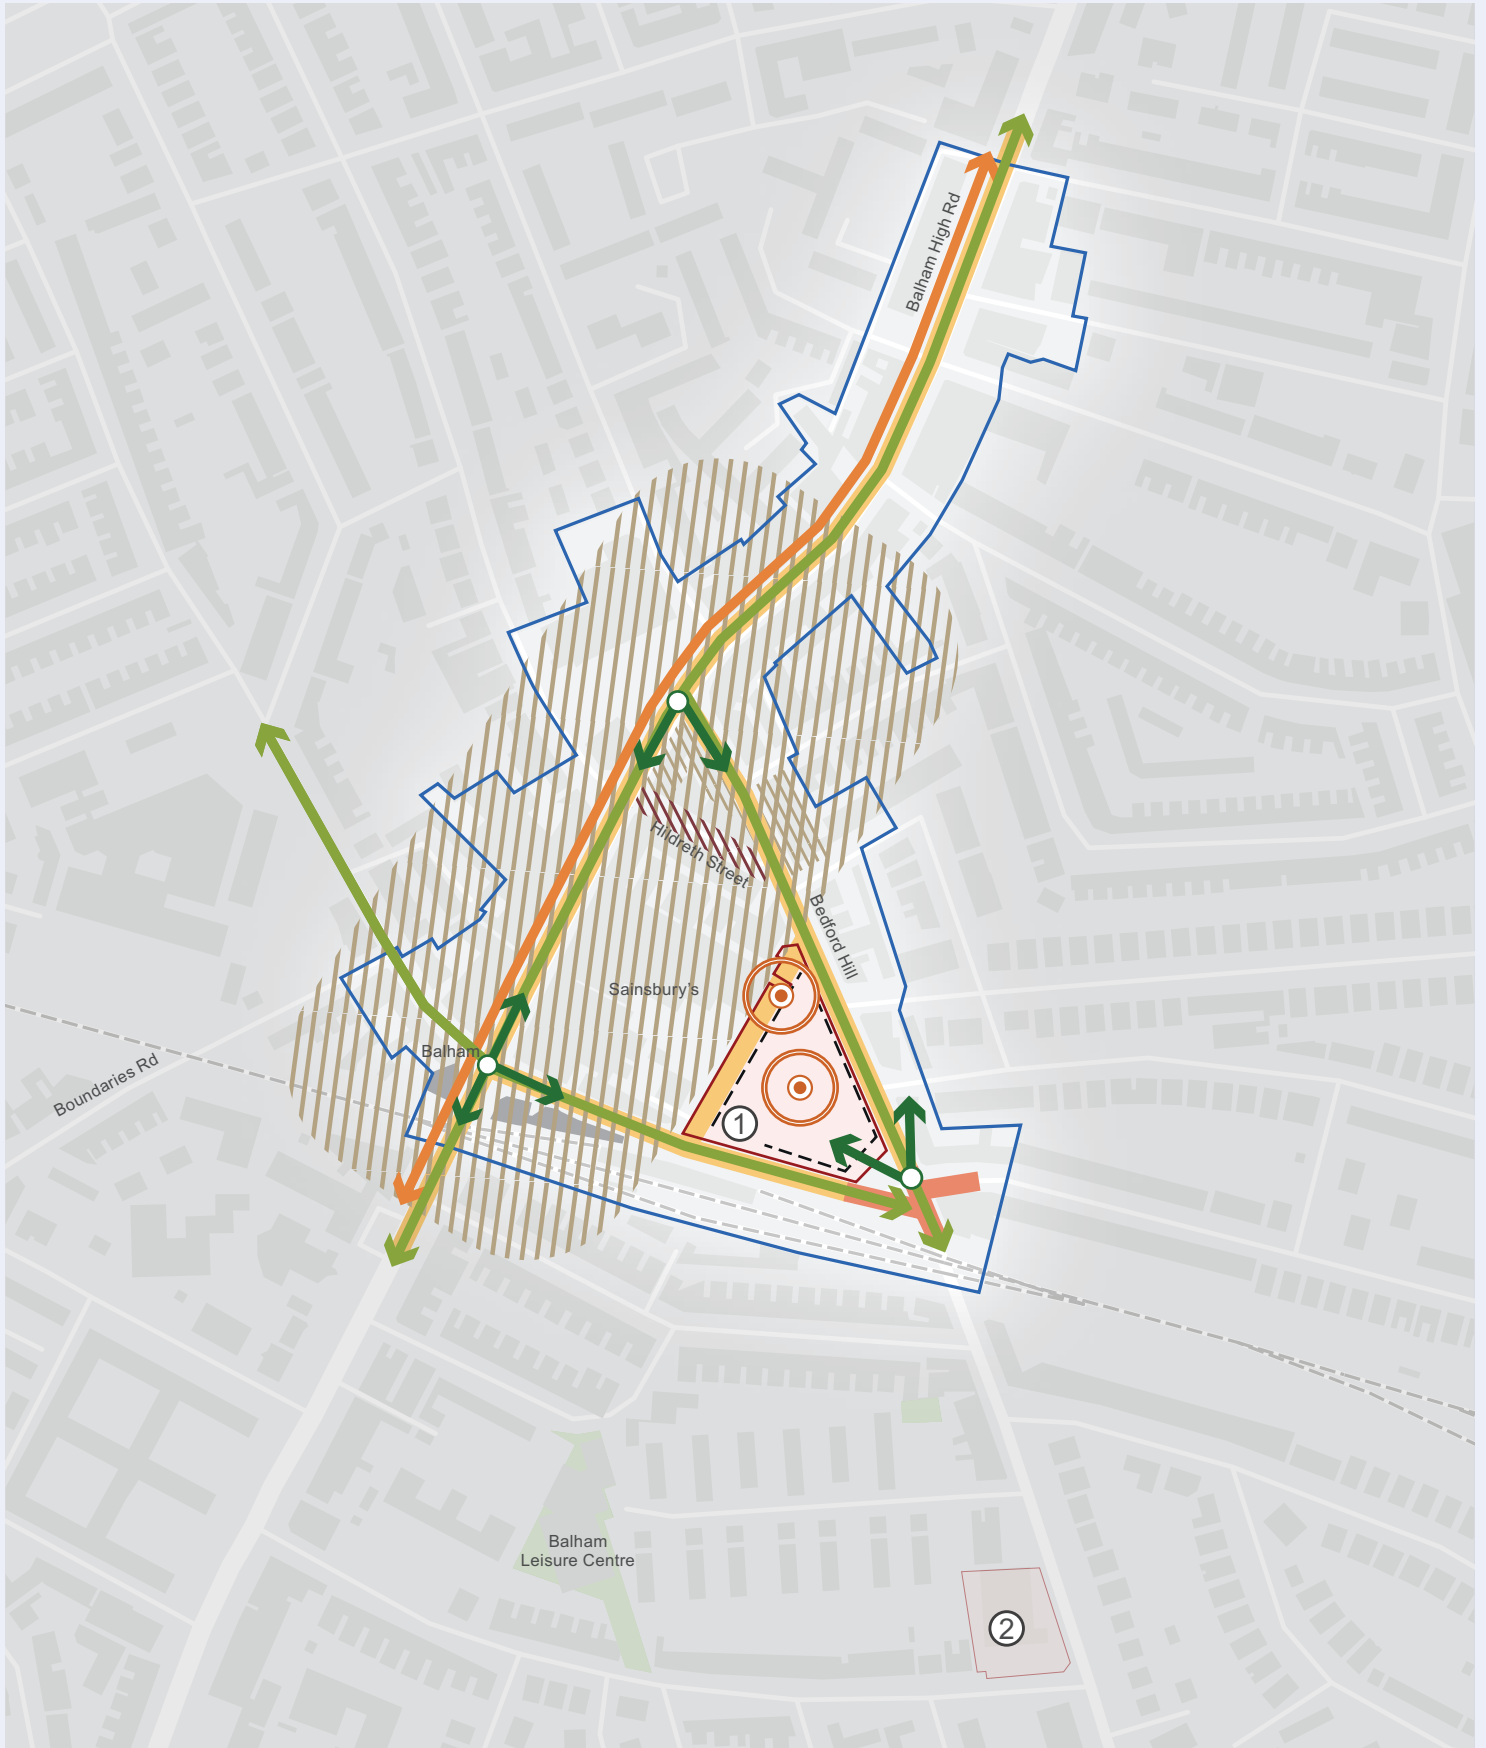 Balham High Rd
Hildreth Street
Bedford Hill
Sainsbury's
Balham
Boundaries Rd
1
Balham
Leisure Centre
2